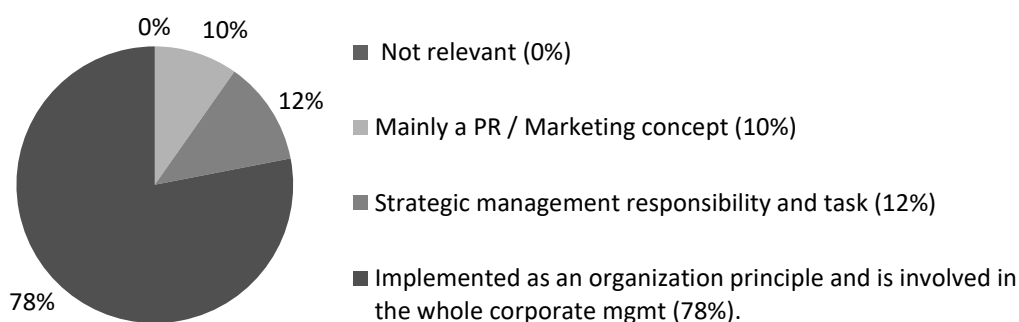 0%
10%
12%
78%
Not relevant (0%)
Mainly a PR / Marketing concept (10%)
Strategic management responsibility and task (12%)
Implemented as an organization principle and is involved in
the whole corporate mgmt (78%).